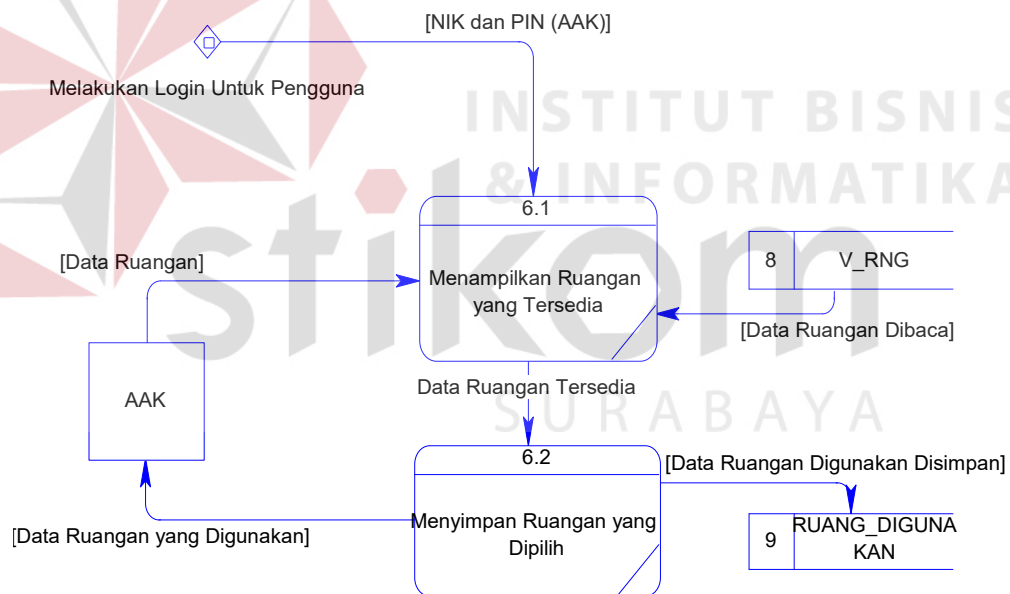 [NIK dan PIN (AAK)]
Melakukan Login Untuk Pengguna
INSTITUT BISNIS
& INFORMATIKA
stikom
SURABAYA
6.1
Menampilkan Ruangan
yang Tersedia
[Data Ruangan]
8
V_RNG
[Data Ruangan Dibaca]
AAK
Data Ruangan Tersedia
6.2
Menyimpan Ruangan yang
Dipilih
[Data Ruangan Digunakan Disimpan]
[Data Ruangan yang Digunakan]
9
RUANG_DIGUNA
KAN